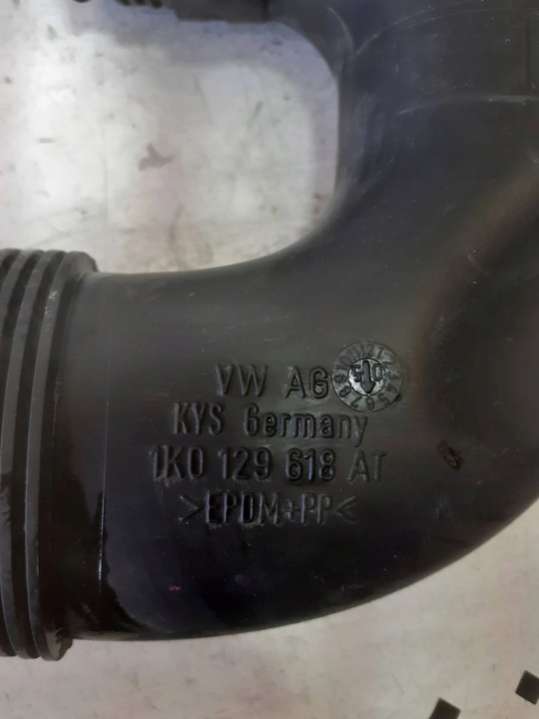 VW AG
KYS Germany
1K0 129 618 AT
>EPDM+PP<